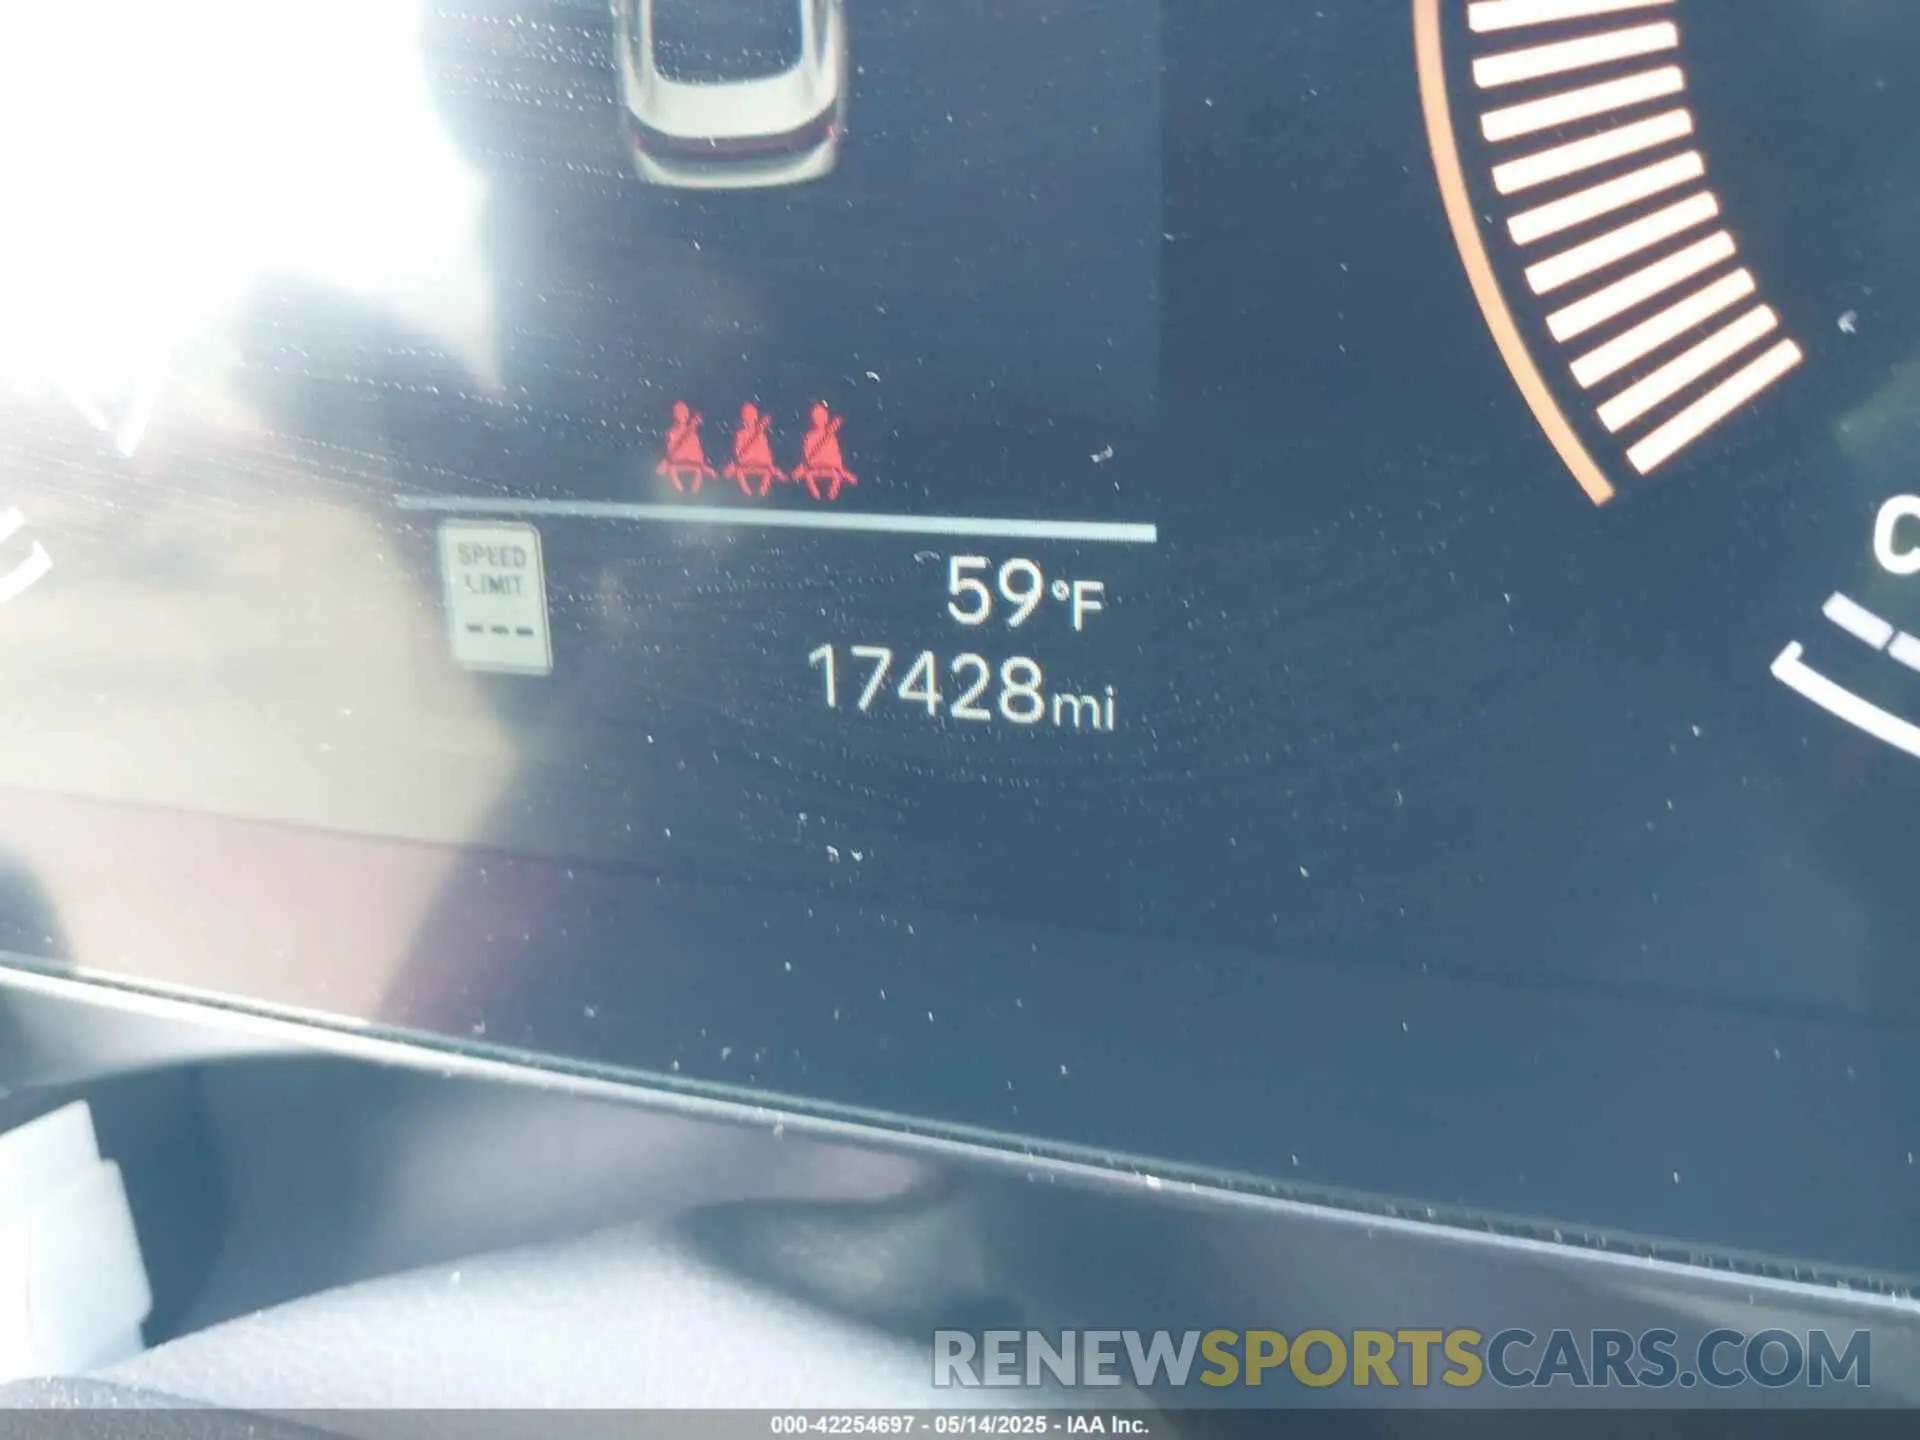 SPEED
LIMIT
---
59°F
17428mi
C
RENEWSPORTSCARS.COM
000-42254697 - 05/14/2025 - IAA Inc.